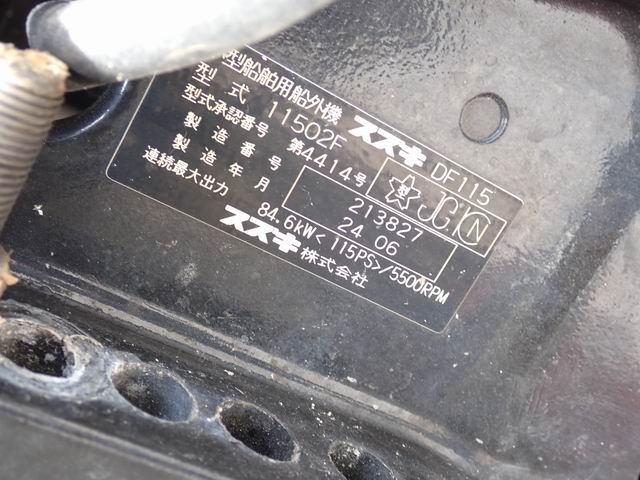 型船舶用船外機 スズキ DF115
型式 11502F
型式承認番号 第4414号 型 JCI N
製造番号 213827
製造年月 24 06
連続最大出力 84.6kW<115PS>/5500RPM
スズキ株式会社